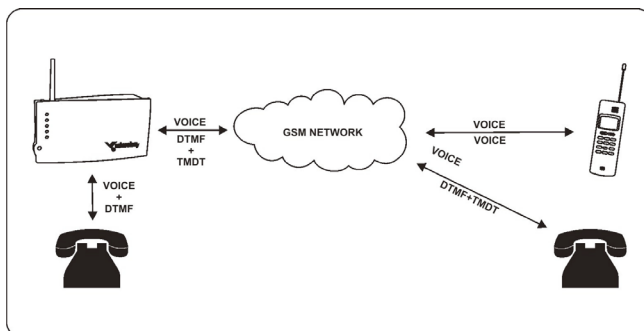 VOICE
DTMF
+
TMDT
GSM NETWORK
VOICE
VOICE
VOICE
DTMF+TMDT
VOICE
+
DTMF